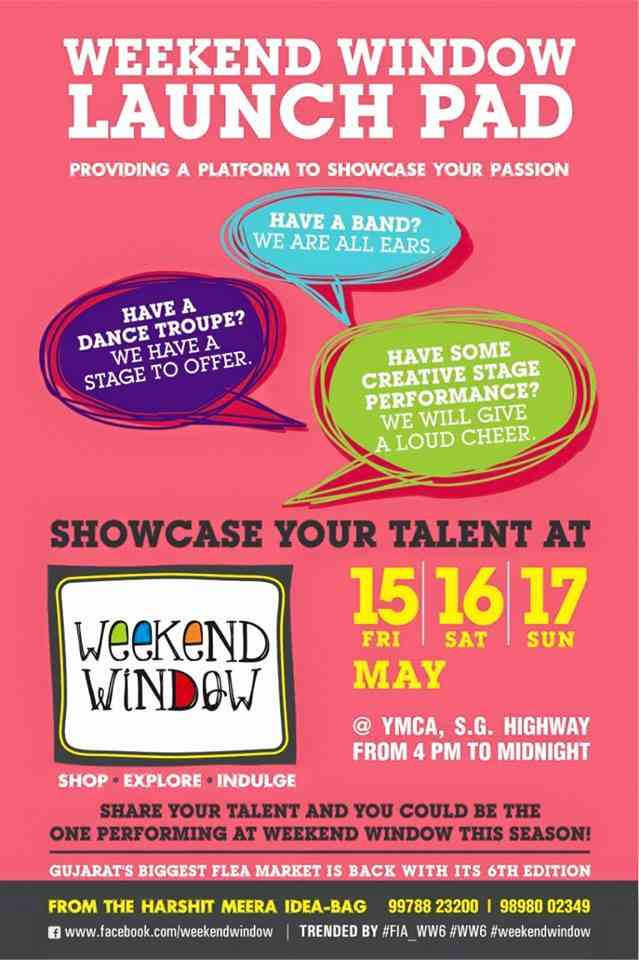 WEEKEND WINDOW
LAUNCH PAD
PROVIDING A PLATFORM TO SHOWCASE YOUR PASSION
HAVE A BAND?
WE ARE ALL EARS.
HAVE A
DANCE TROUPE?
WE HAVE A
STAGE TO OFFER.
HAVE SOME
CREATIVE STAGE
PERFORMANCE?
WE WILL GIVE
A LOUD CHEER.
SHOWCASE YOUR TALENT AT
WEEKEND
WINDOW
SHOP • EXPLORE • INDULGE
15 16 17
FRI SAT SUN
MAY
@ YMCA, S.G. HIGHWAY
FROM 4 PM TO MIDNIGHT
SHARE YOUR TALENT AND YOU COULD BE THE
ONE PERFORMING AT WEEKEND WINDOW THIS SEASON!
GUJARAT'S BIGGEST FLEA MARKET IS BACK WITH ITS 6TH EDITION
FROM THE HARSHIT MEERA IDEA-BAG 99788 23200 | 98980 02349
f www.facebook.com/weekendwindow | TRENDED BY #FIA_WW6 #WW6 #weekendwindow